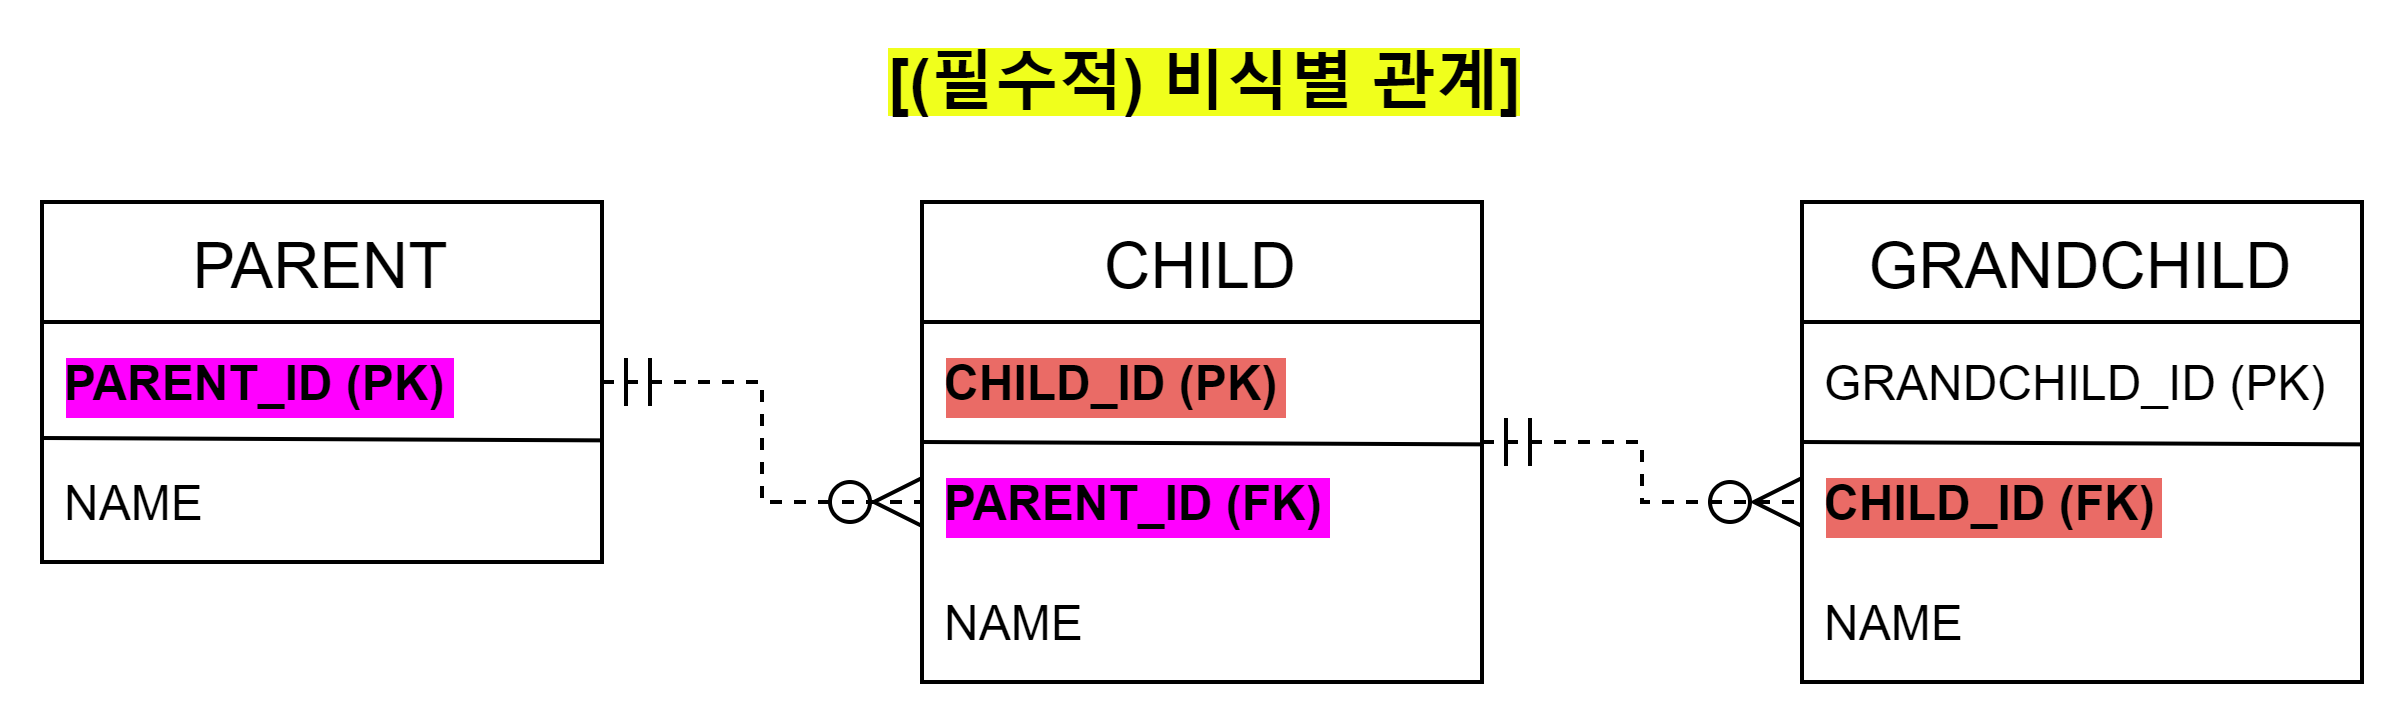 [(필수적) 비식별 관계]
PARENT
PARENT_ID (PK)
NAME
CHILD
CHILD_ID (PK)
PARENT_ID (FK)
NAME
GRANDCHILD
GRANDCHILD_ID (PK)
CHILD_ID (FK)
NAME